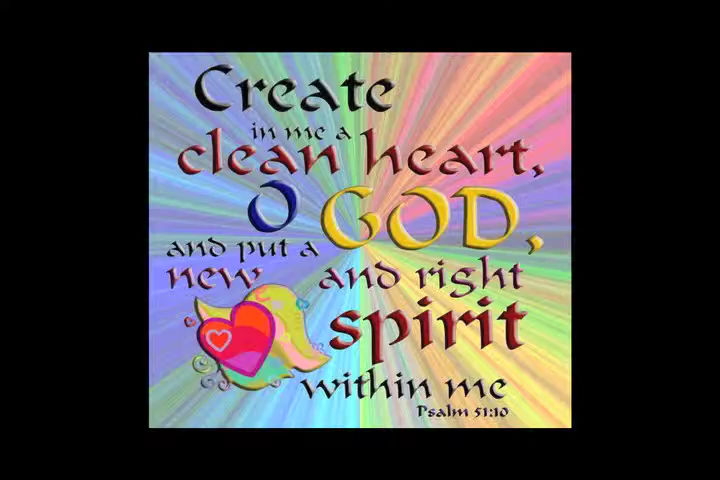 Create
in me a
clean heart,
O GOD,
and put a
new and right
spirit
within me
Psalm 51:10